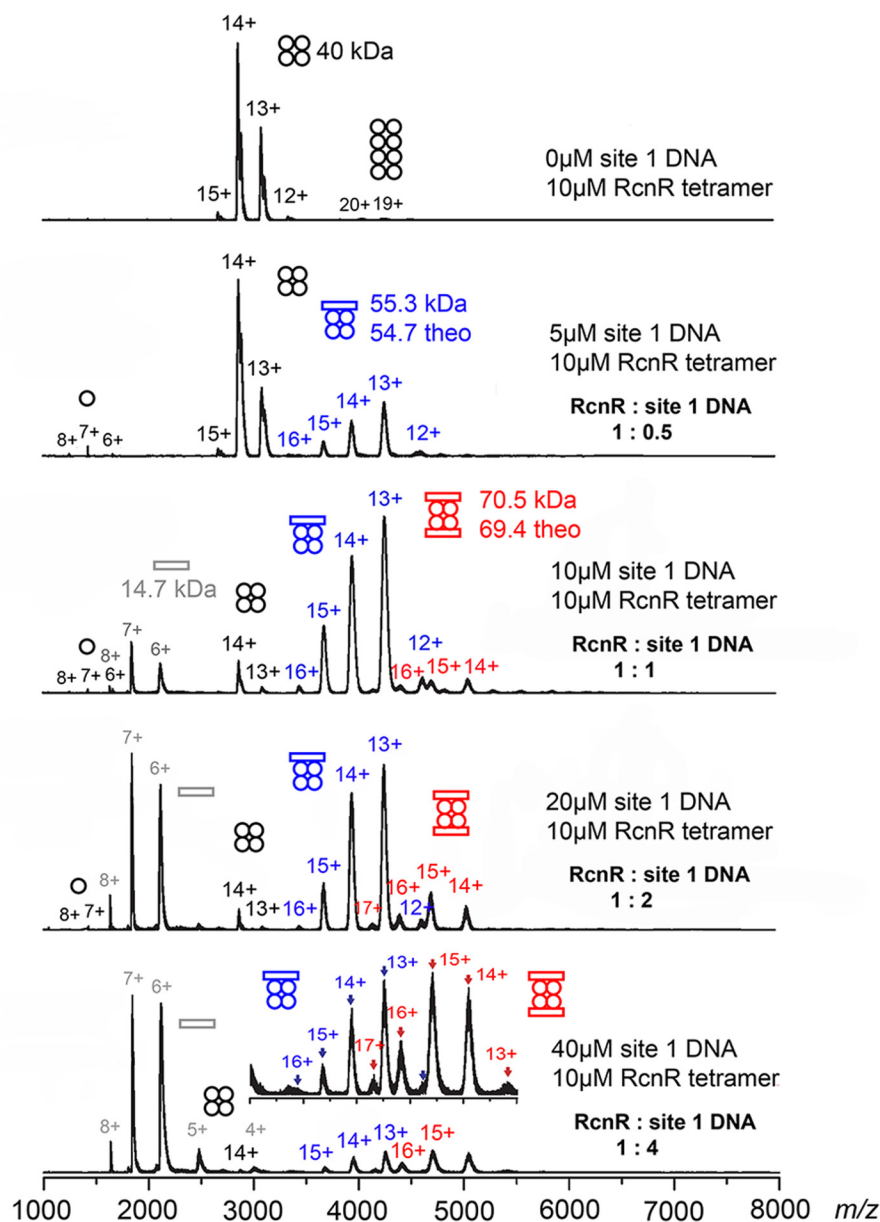 14+
40 kDa
13+
15+
12+
20+ 19+
0µM site 1 DNA
10µM RcnR tetramer
14+
55.3 kDa
54.7 theo
13+
8+ 7+ 6+
15+
16+
15+
14+
13+
12+
5µM site 1 DNA
10µM RcnR tetramer
RcnR : site 1 DNA
1 : 0.5
13+
70.5 kDa
69.4 theo
14+
14.7 kDa
15+
7+
8+
6+
8+ 7+ 6+
14+
13+
16+
12+
16+ 15+ 14+
10µM site 1 DNA
10µM RcnR tetramer
RcnR : site 1 DNA
1 : 1
7+
6+
13+
14+
8+
8+ 7+
14+
13+
16+
15+
17+
16+
12+
15+
14+
20µM site 1 DNA
10µM RcnR tetramer
RcnR : site 1 DNA
1 : 2
7+
6+
16+
15+
14+
13+
17+
16+
15+
14+
13+
8+
5+
14+
4+
15+
14+
13+
16+
15+
40µM site 1 DNA
10µM RcnR tetramer
RcnR : site 1 DNA
1 : 4
1000 2000 3000 4000 5000 6000 7000 8000 m/z